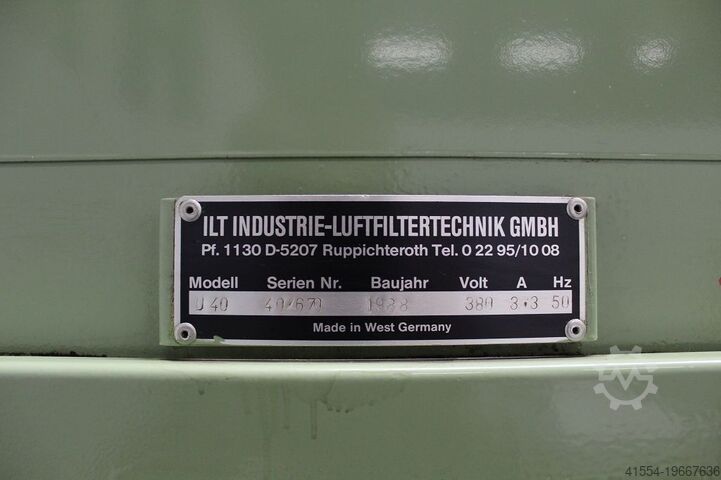 ILT INDUSTRIE-LUFTFILTERTECHNIK GMBH
Pf. 1130 D-5207 Ruppichteroth Tel. 0 22 95/10 08
Modell Serien Nr. Baujahr Volt A Hz
U 40 40/670 1988 380 3.3 50
Made in West Germany
41554-19667636